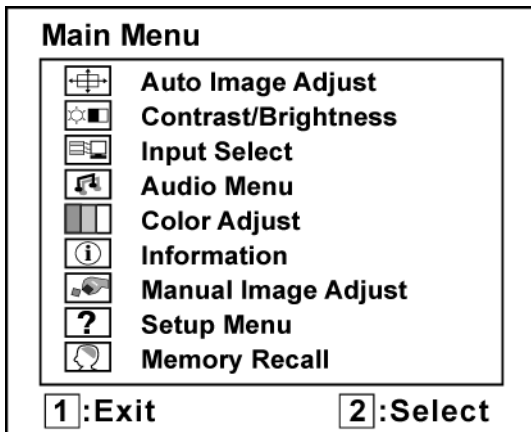 Main Menu
Auto Image Adjust
Contrast/Brightness
Input Select
Audio Menu
Color Adjust
i Information
Manual Image Adjust
? Setup Menu
Memory Recall
1:Exit 2:Select